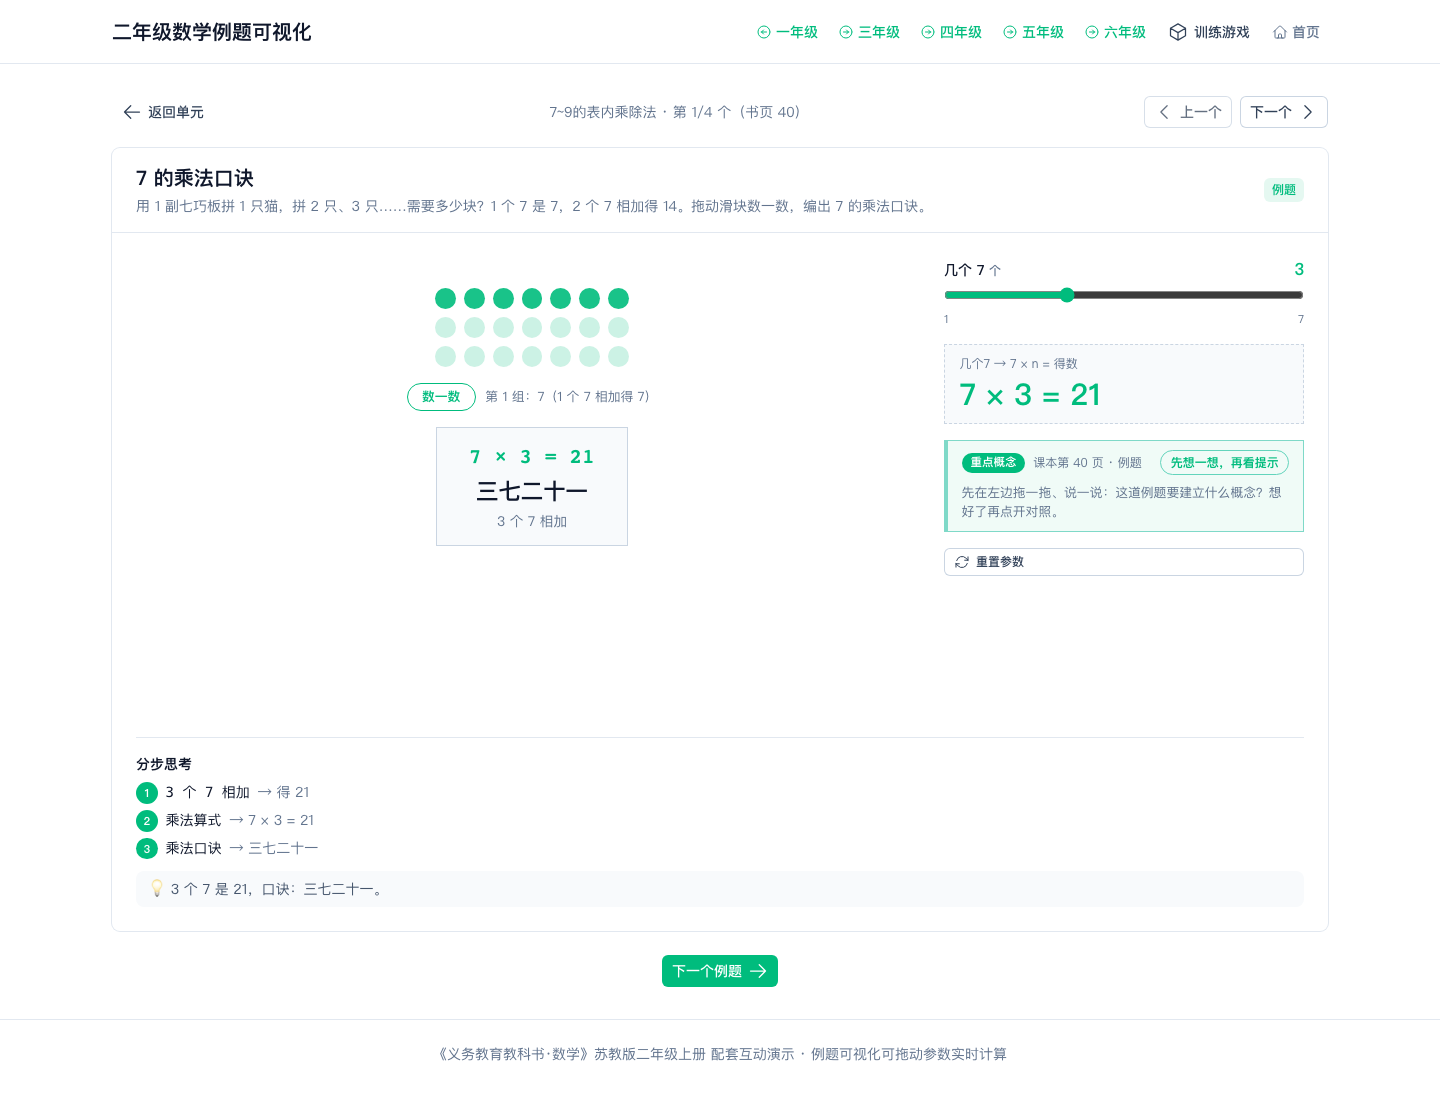 二年级数学例题可视化
一年级 三年级 四年级 五年级 六年级 训练游戏 首页
返回单元 7~9的表内乘除法 · 第 1/4 个（书页 40） 上一个 下一个
7 的乘法口诀
用 1 副七巧板拼 1 只猫，拼 2 只、3 只……需要多少块？1 个 7 是 7，2 个 7 相加得 14。拖动滑块数一数，编出 7 的乘法口诀。
例题
数一数 第 1 组：7（1 个 7 相加得 7）
7 × 3 = 21
三七二十一
3 个 7 相加
几个 7 个 3
1 7
几个7 → 7 × n = 得数
7 × 3 = 21
重点概念 课本第 40 页 · 例题 先想一想，再看提示
先在左边拖一拖、说一说：这道例题要建立什么概念？想
好了再点开对照。
重置参数
分步思考
1 3 个 7 相加 → 得 21
2 乘法算式 → 7 × 3 = 21
3 乘法口诀 → 三七二十一
💡 3 个 7 是 21，口诀：三七二十一。
下一个例题
《义务教育教科书·数学》苏教版二年级上册 配套互动演示 · 例题可视化可拖动参数实时计算